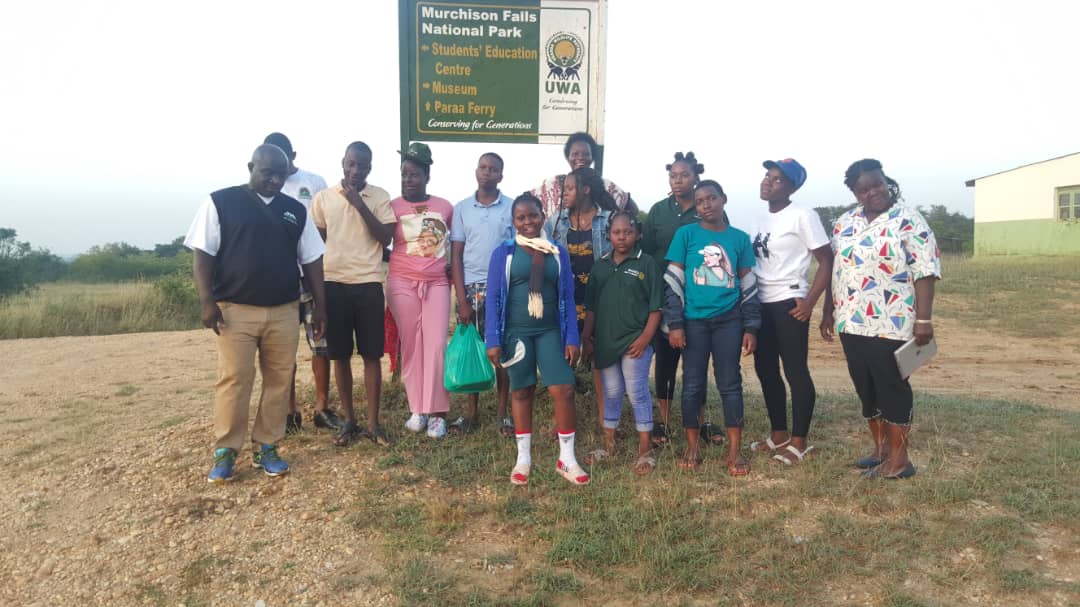 Murchison Falls
National Park
← Students' Education
Centre
→ Museum
↑ Paraa Ferry
Conserving for Generations
UWA
Conserving
for Generations